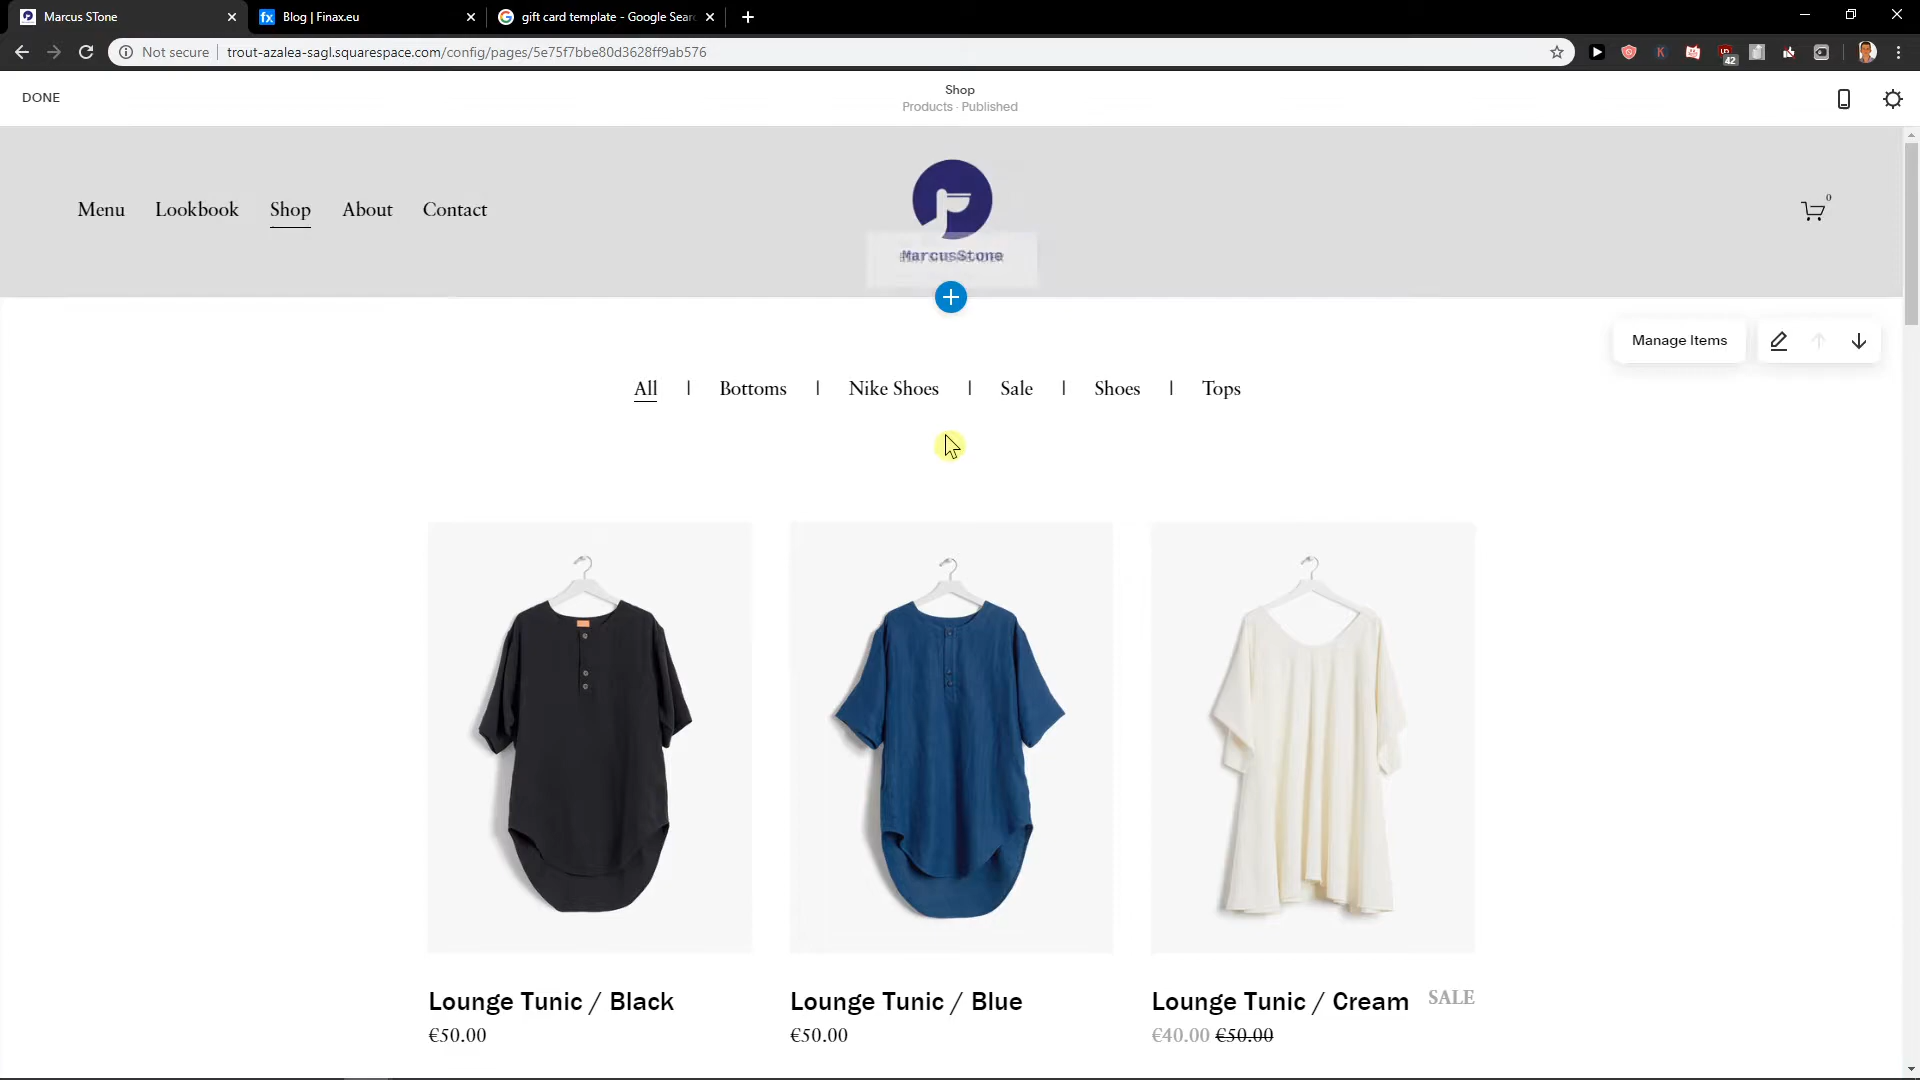 Marcus STone
Blog | Finax.eu
gift card template - Google Sear
Not secure
trout-azalea-sagl.squarespace.com/config/pages/5e75f7bbe80d3628ff9ab576
42
DONE
Shop
Products · Published
Menu
Lookbook
Shop
About
Contact
MarcusStone
0
Manage Items
All | Bottoms | Nike Shoes | Sale | Shoes | Tops
Lounge Tunic / Black
€50.00
Lounge Tunic / Blue
€50.00
Lounge Tunic / Cream
SALE
€40.00 €50.00